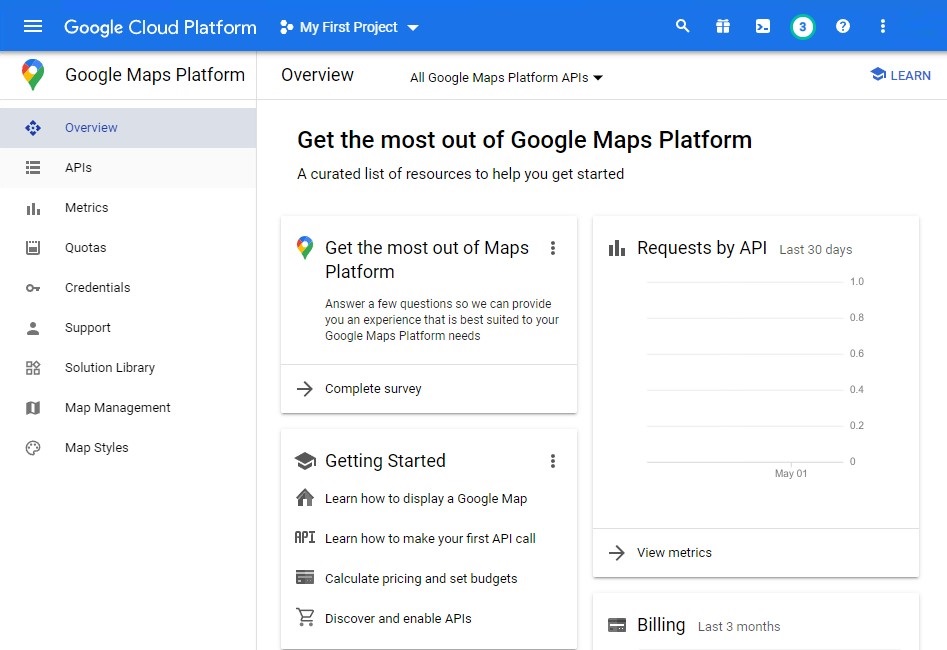 Google Cloud Platform
My First Project
3
?
Google Maps Platform
Overview
All Google Maps Platform APIs
LEARN
Overview
APIs
Metrics
Quotas
Credentials
Support
Solution Library
Map Management
Map Styles
Get the most out of Google Maps Platform
A curated list of resources to help you get started
Get the most out of Maps
Platform
Answer a few questions so we can provide
you an experience that is best suited to your
Google Maps Platform needs
Complete survey
Getting Started
Learn how to display a Google Map
API Learn how to make your first API call
Calculate pricing and set budgets
Discover and enable APIs
Requests by API Last 30 days
1.0
0.8
0.6
0.4
0.2
0
May 01
View metrics
Billing Last 3 months